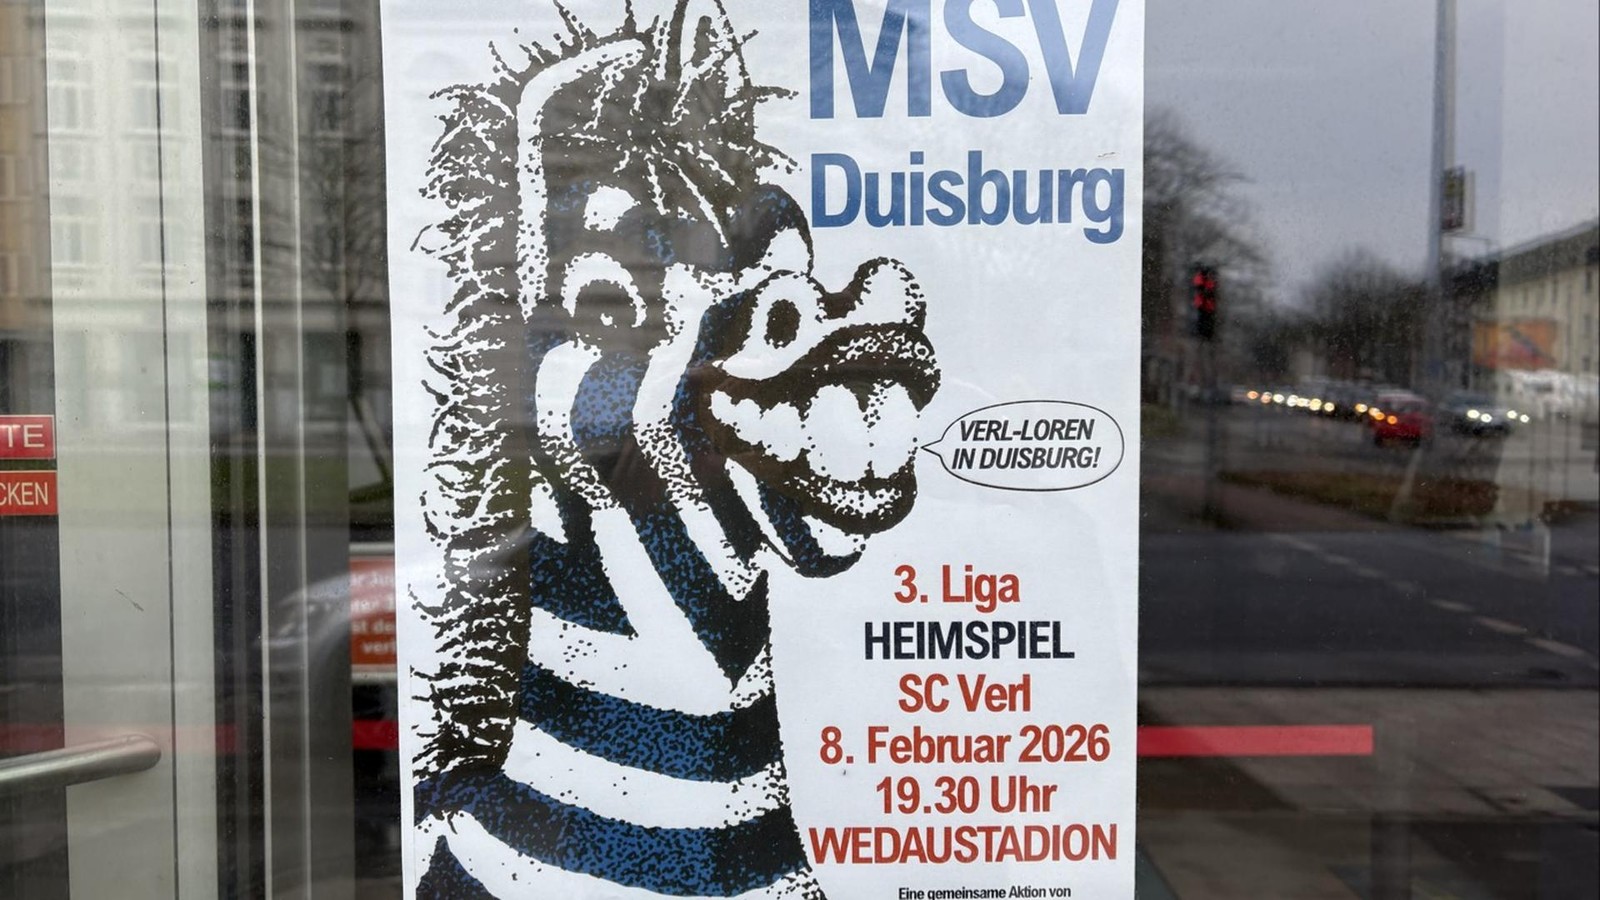 MSV
Duisburg
VERL-LOREN
IN DUISBURG!
3. Liga
HEIMSPIEL
SC Verl
8. Februar 2026
19.30 Uhr
WEDAUSTADION
Eine gemeinsame Aktion von
TE
CKEN